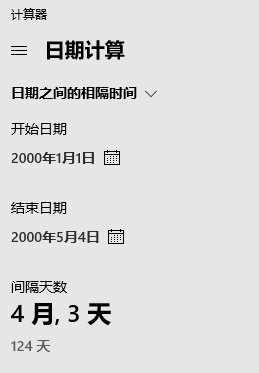 计算器
日期计算
日期之间的相隔时间
开始日期
2000年1月1日
结束日期
2000年5月4日
间隔天数
4 月, 3 天
124 天